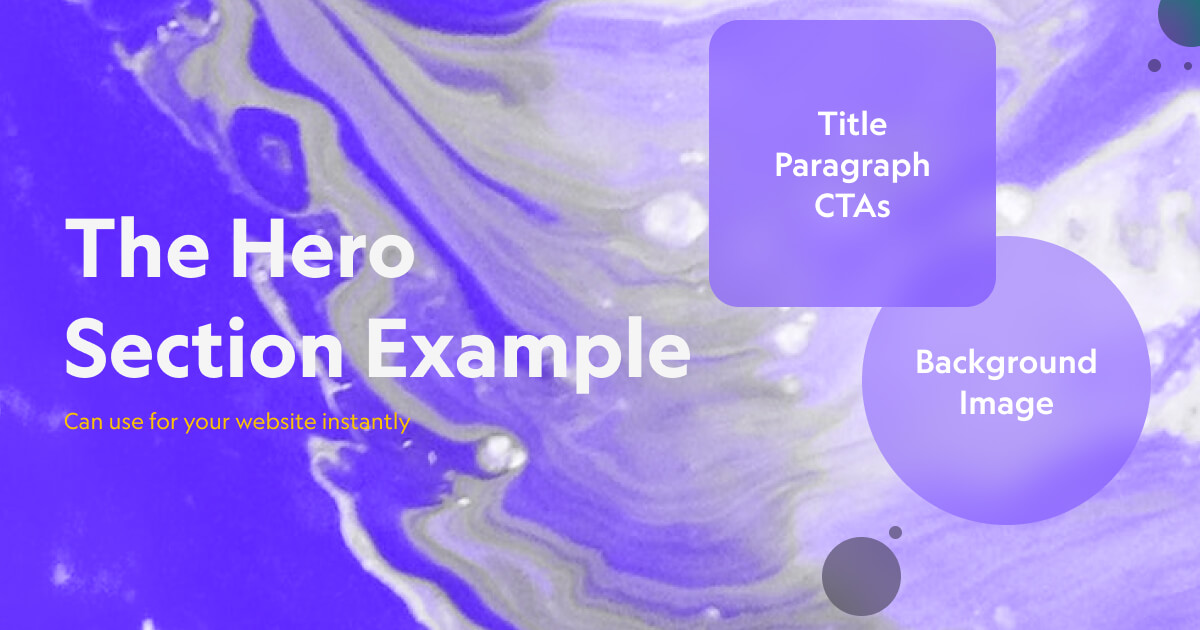 The Hero
Section Example
Can use for your website instantly
Title
Paragraph
CTAs
Background
Image